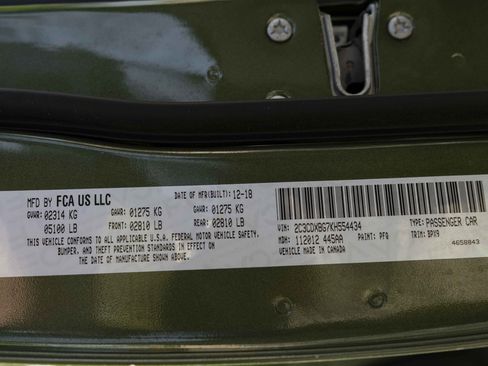 MFD BY FCA US LLC DATE OF MFR(BUILT): 12-18
GVWR: 02314 KG GAWR: 01275 KG GAWR: 01275 KG
05100 LB FRONT: 02810 LB REAR: 02810 LB
THIS VEHICLE CONFORMS TO ALL APPLICABLE U.S.A. FEDERAL MOTOR VEHICLE SAFETY,
BUMPER, AND THEFT PREVENTION STANDARDS IN EFFECT
ON THE DATE OF MANUFACTURE SHOWN ABOVE.
VIN: 2C3CDXBG7KH554434 TYPE: PASSENGER CAR
MDH: 112012 445AA PAINT: PFQ TRIM: BPX9
VEHICLE MADE IN CANADA 4658843